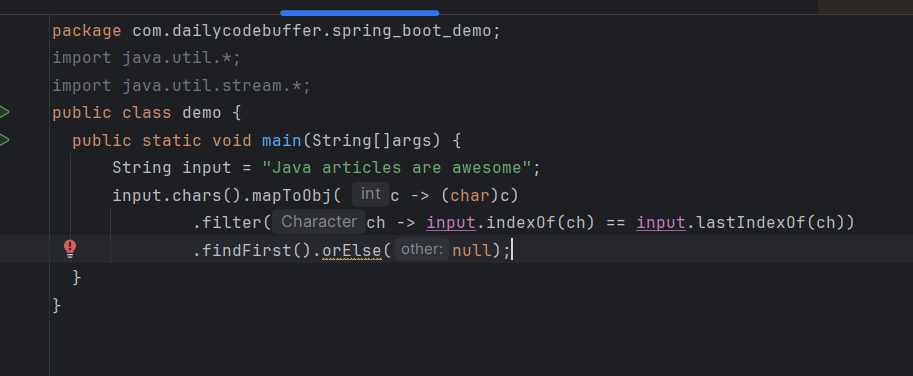 package com.dailycodebuffer.spring_boot_demo;
import java.util.*;
import java.util.stream.*;
public class demo {
public static void main(String[]args) {
String input = "Java articles are awesome";
input.chars().mapToObj( int c -> (char)c)
.filter( Character ch -> input.indexOf(ch) == input.lastIndexOf(ch))
.findFirst().orElse( other: null);
}
}